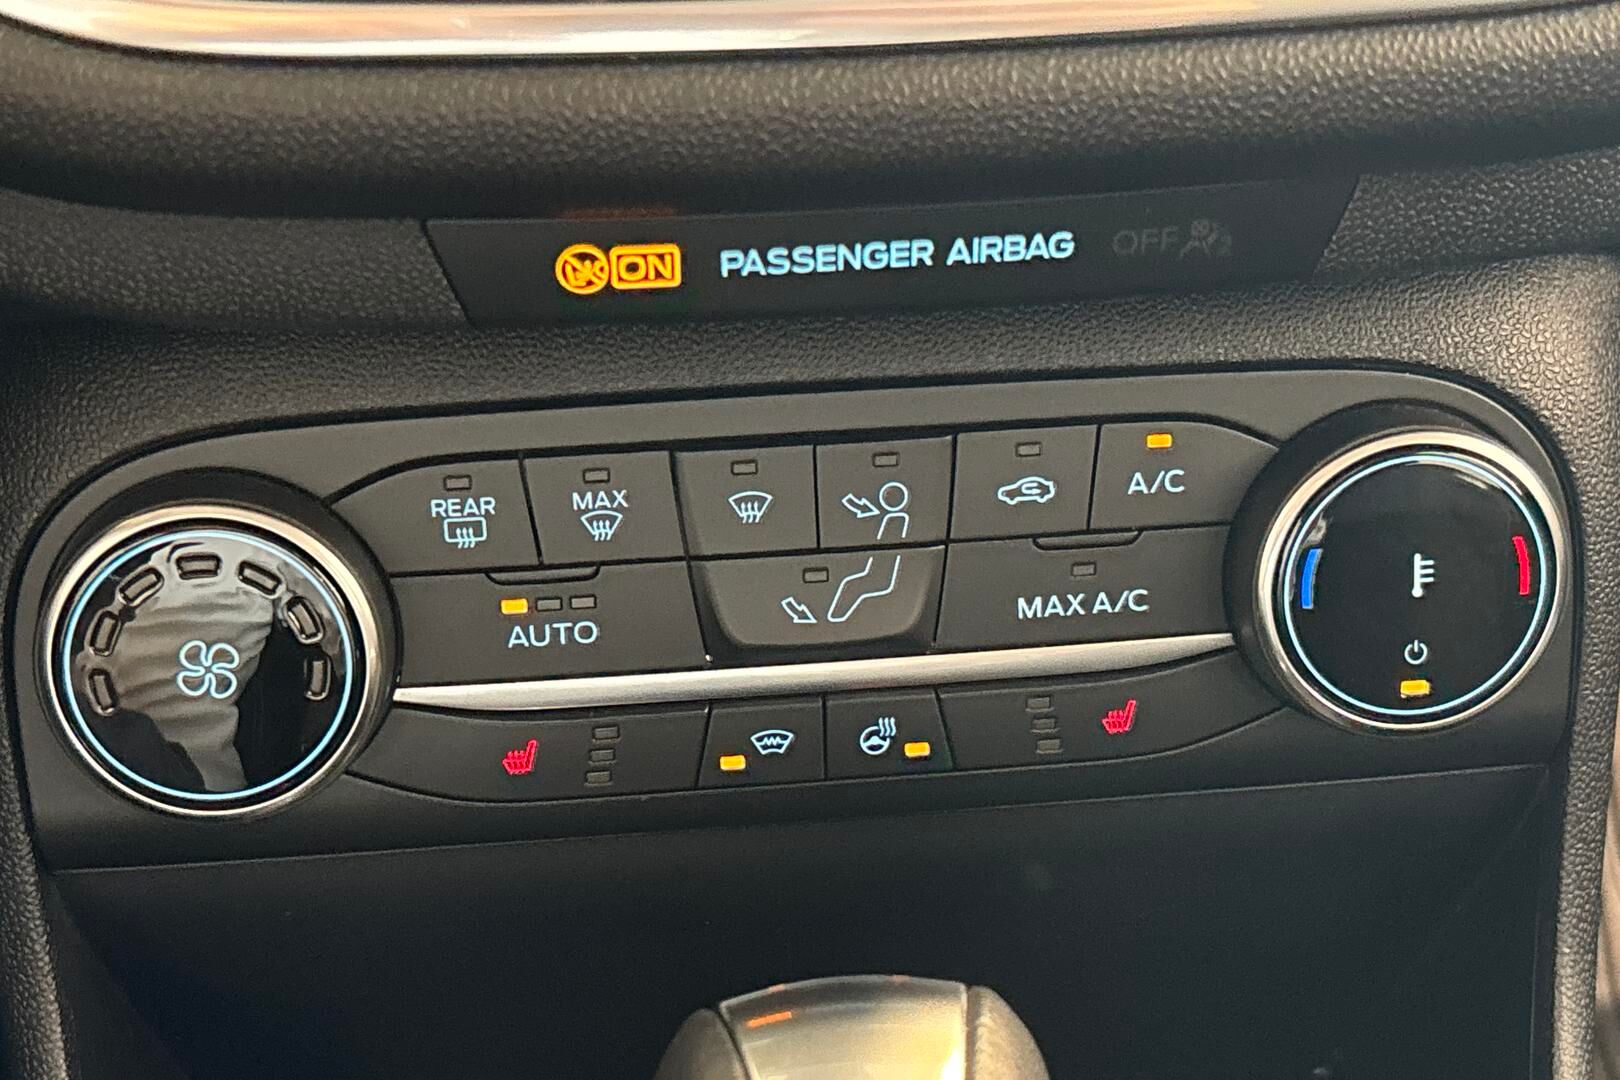 ON PASSENGER AIRBAG OFF
REAR
MAX
A/C
AUTO
MAX A/C